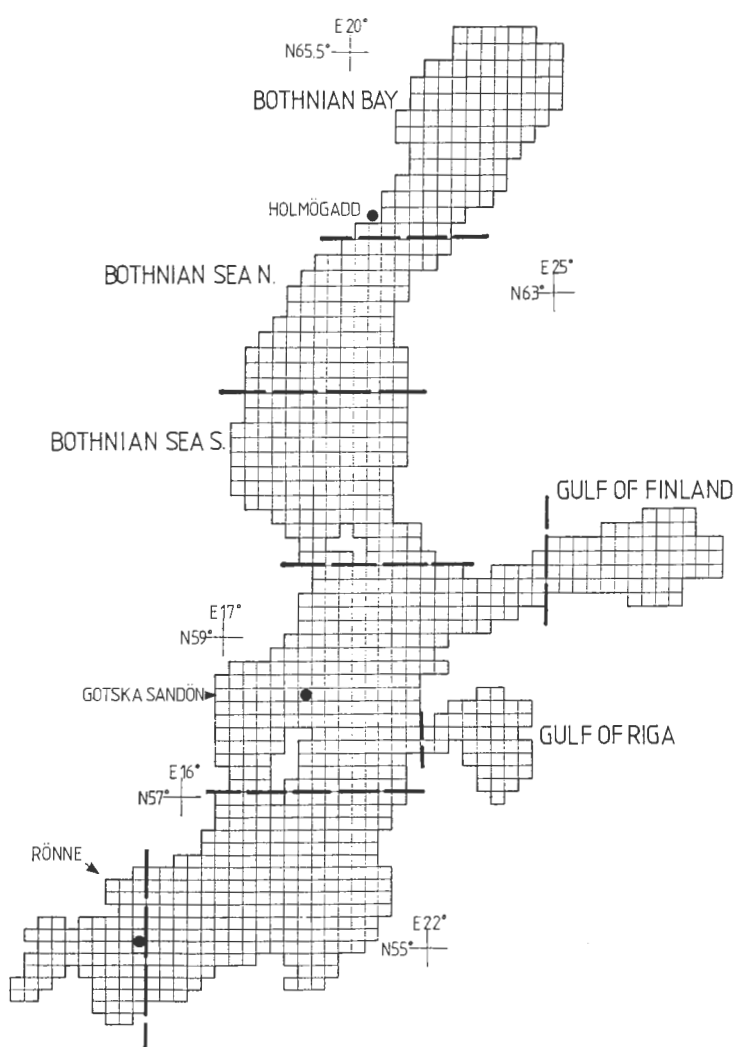 E 20°
N65.5°
BOTHNIAN BAY
HOLMÖGADD
BOTHNIAN SEA N.
E 25°
N63°
BOTHNIAN SEA S.
GULF OF FINLAND
E 17°
N59°
GOTSKA SANDÖN
GULF OF RIGA
E 16°
N57°
RÖNNE
E 22°
N55°